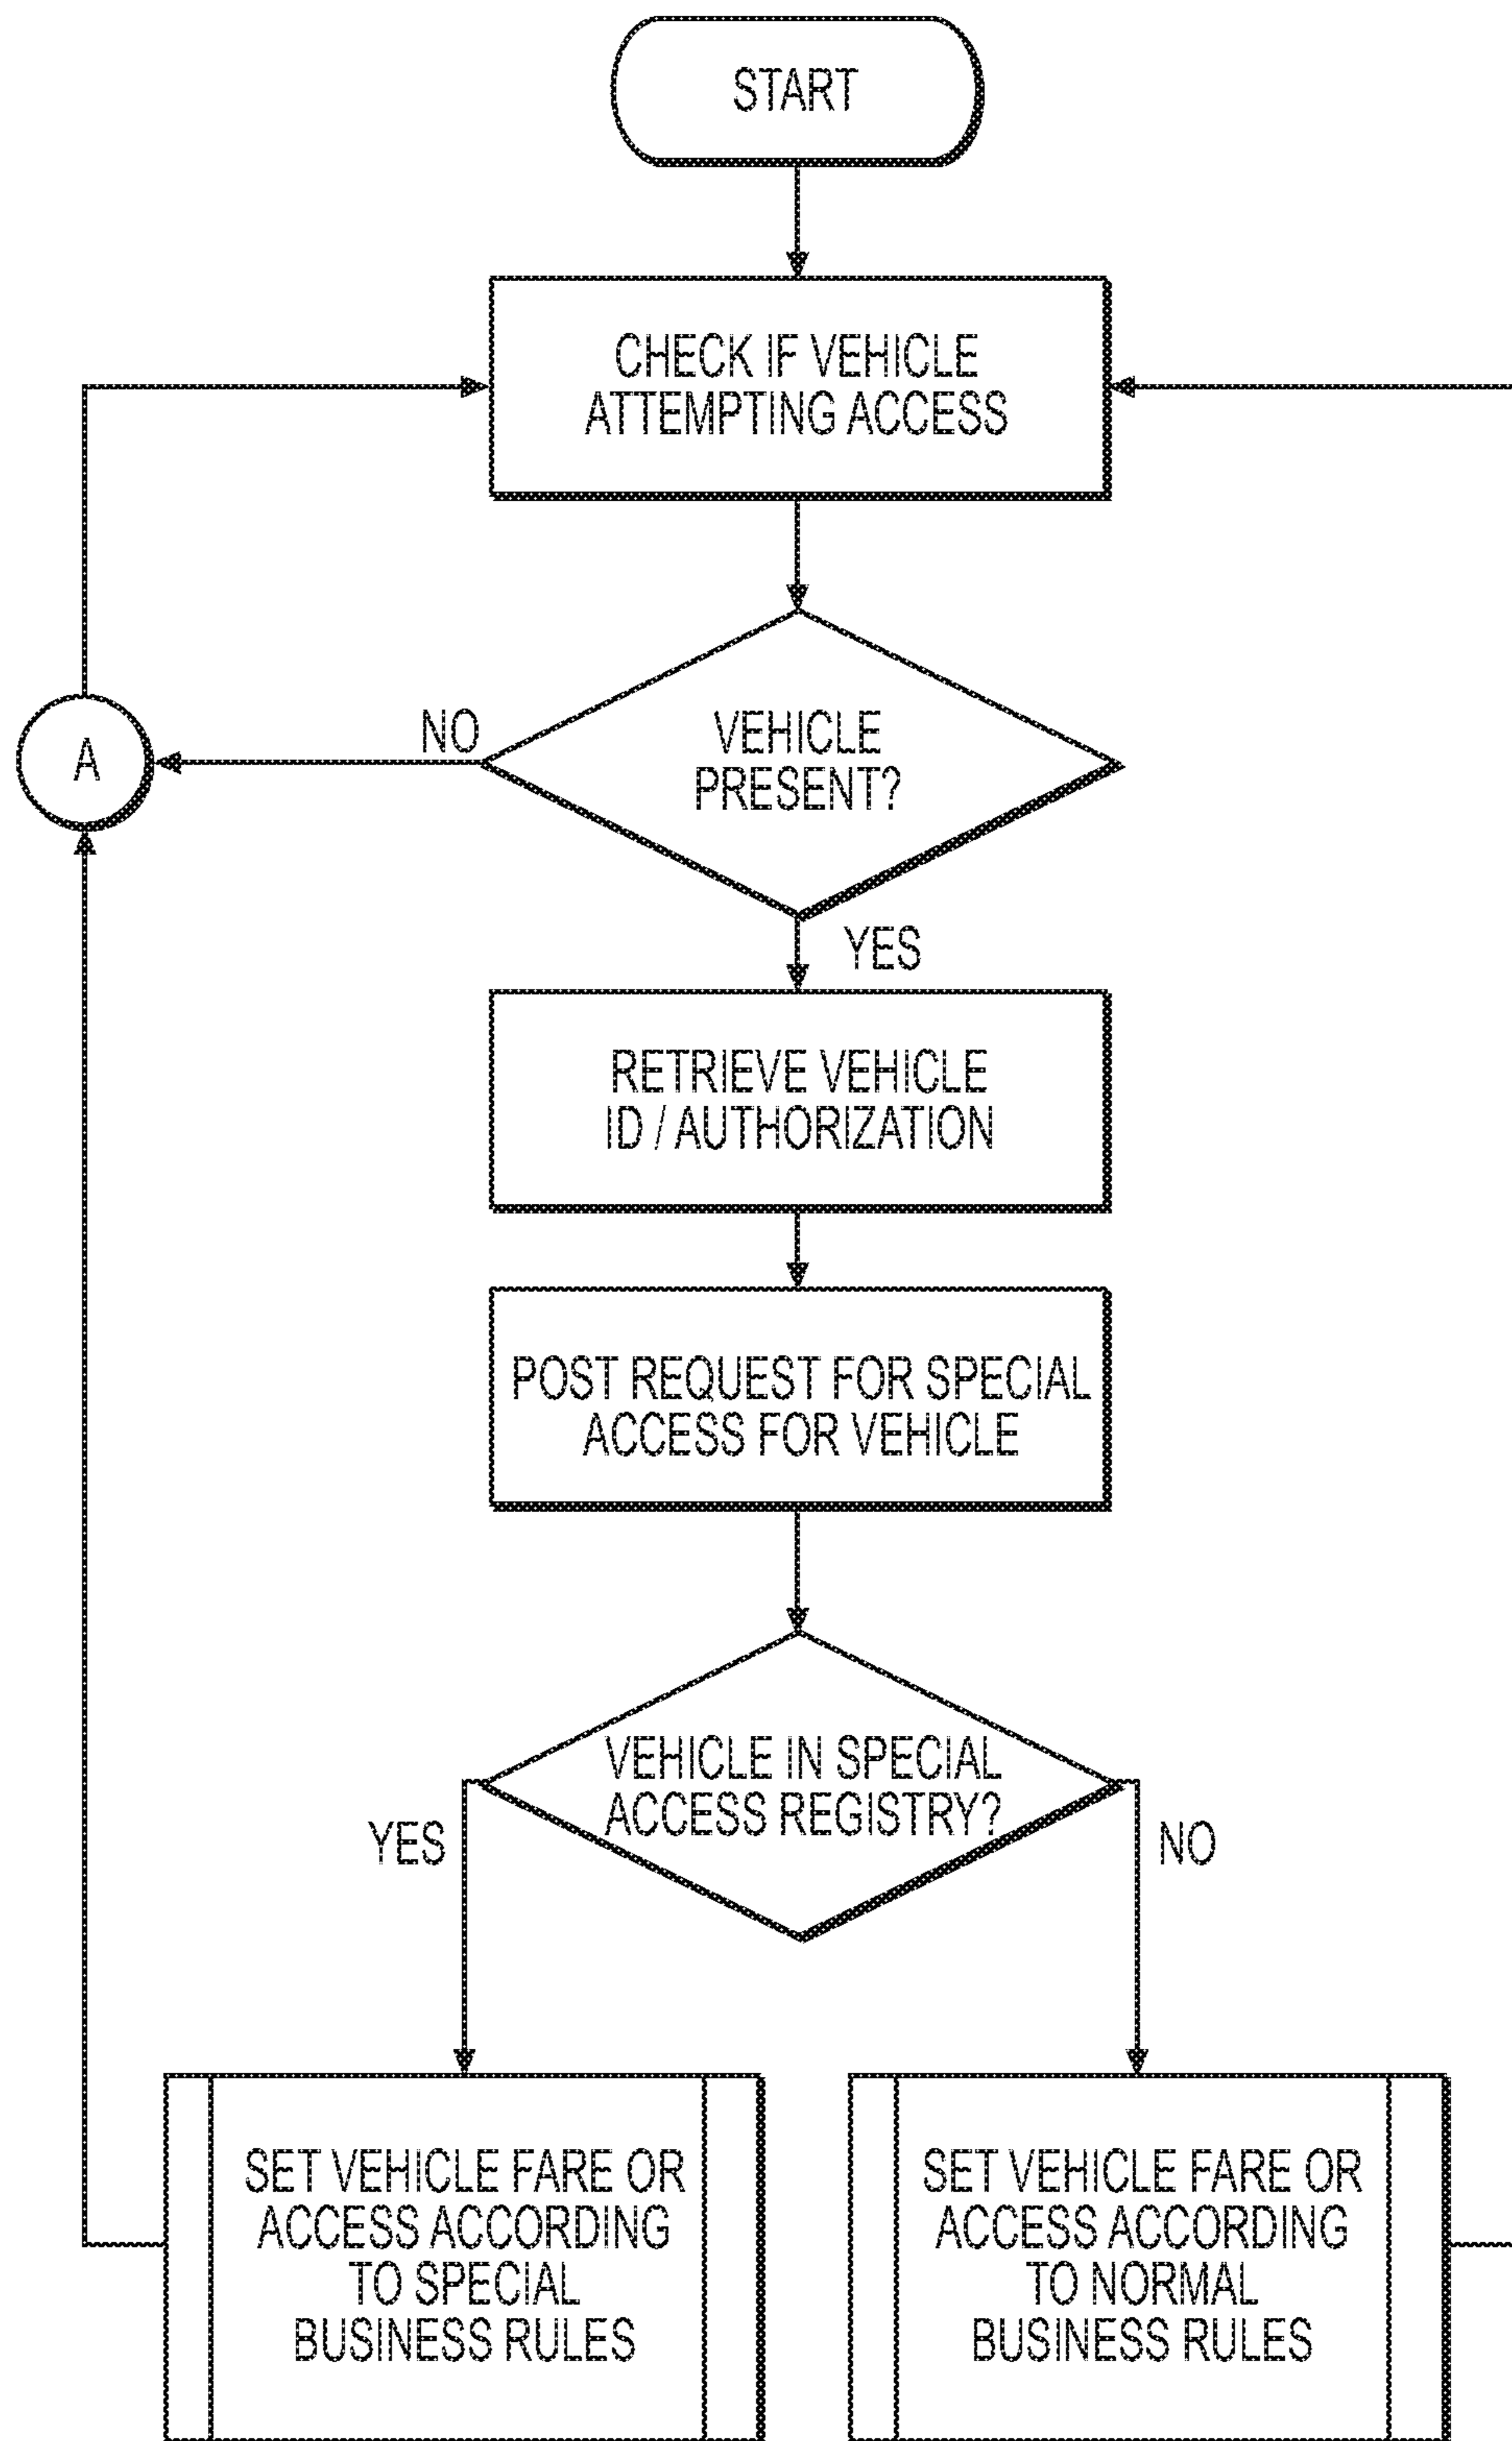 START
CHECK IF VEHICLE
ATTEMPTING ACCESS
A
NO
VEHICLE
PRESENT?
YES
RETRIEVE VEHICLE
ID / AUTHORIZATION
POST REQUEST FOR SPECIAL
ACCESS FOR VEHICLE
VEHICLE IN SPECIAL
ACCESS REGISTRY?
YES
NO
SET VEHICLE FARE OR
ACCESS ACCORDING
TO SPECIAL
BUSINESS RULES
SET VEHICLE FARE OR
ACCESS ACCORDING
TO NORMAL
BUSINESS RULES